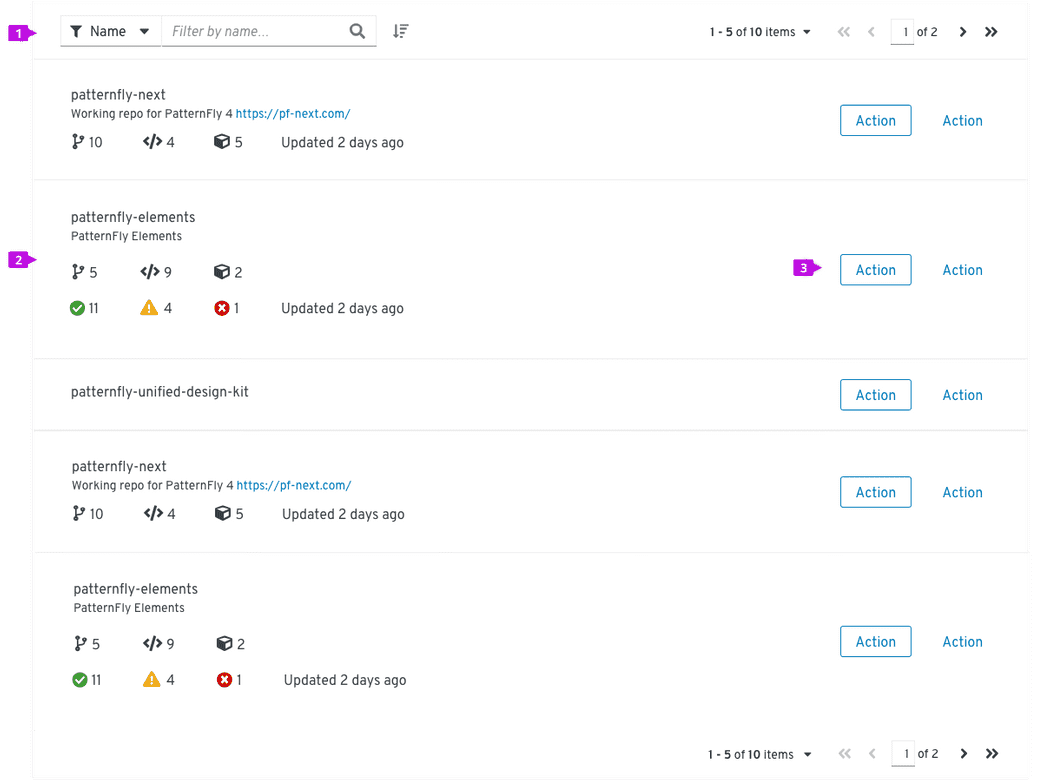 1
Name Filter by name... 1 - 5 of 10 items 1 of 2
patternfly-next
Working repo for PatternFly 4 https://pf-next.com/
Action Action
10 4 5 Updated 2 days ago
patternfly-elements
PatternFly Elements
2
3
5 9 2
Action Action
11 4 1 Updated 2 days ago
patternfly-unified-design-kit
Action Action
patternfly-next
Working repo for PatternFly 4 https://pf-next.com/
Action Action
10 4 5 Updated 2 days ago
patternfly-elements
PatternFly Elements
5 9 2
Action Action
11 4 1 Updated 2 days ago
1 - 5 of 10 items 1 of 2